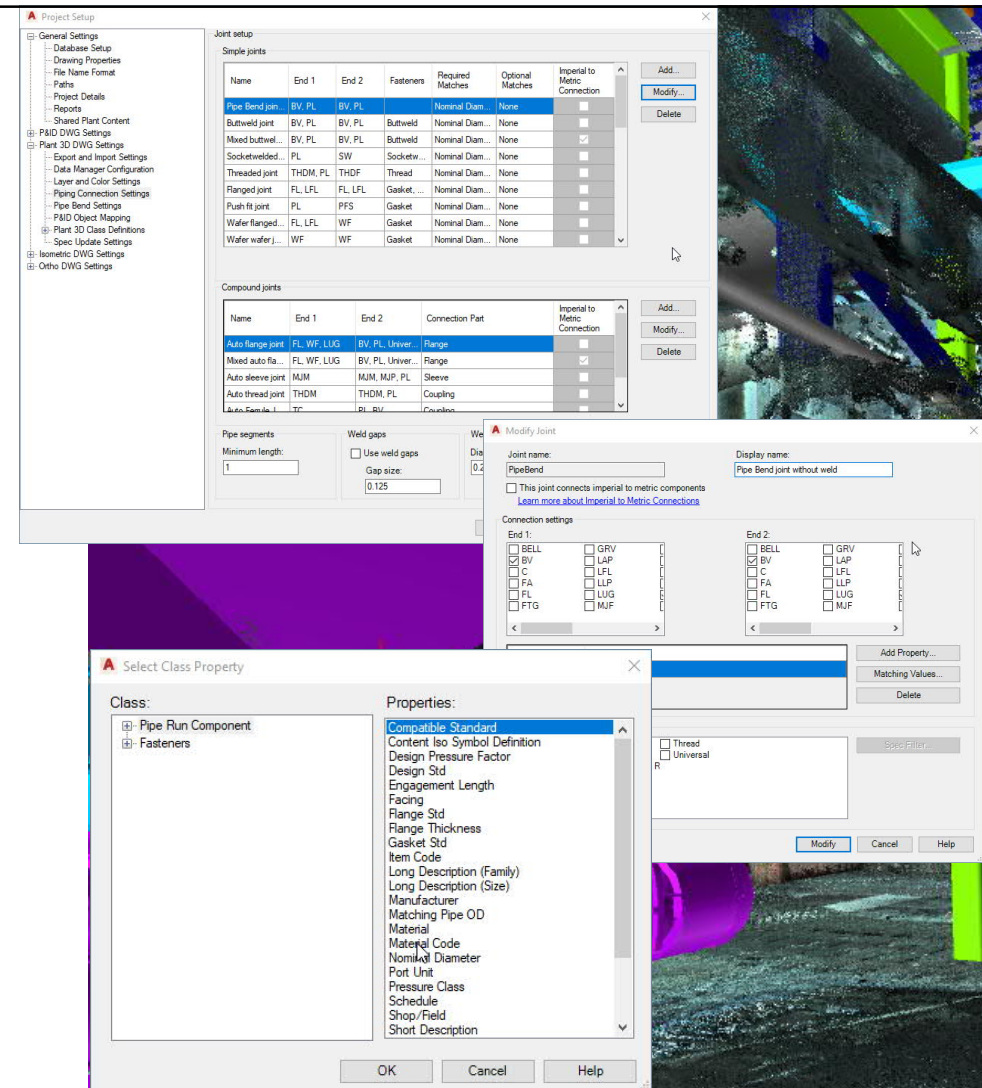 Project Setup
General Settings
Database Setup
Drawing Properties
File Name Format
Paths
Project Details
Reports
Shared Plant Content
P&ID DWG Settings
Plant 3D DWG Settings
Export and Import Settings
Data Manager Configuration
Layer and Color Settings
Piping Connection Settings
Pipe Bend Settings
P&ID Object Mapping
Plant 3D Class Definitions
Spec Update Settings
Isometric DWG Settings
Ortho DWG Settings
Joint setup
Simple joints
Name End 1 End 2 Fasteners Required Matches Optional Matches Imperial to Metric Connection
Pipe Bend join... BV, PL BV, PL Nominal Diam... None
Buttweld joint BV, PL BV, PL Buttweld Nominal Diam... None
Mixed buttwel... BV, PL BV, PL Buttweld Nominal Diam... None
Socketwelded... PL SW Socketw... Nominal Diam... None
Threaded joint THDM, PL THDF Thread Nominal Diam... None
Flanged joint FL, LFL FL, LFL Gasket, ... Nominal Diam... None
Push fit joint PL PFS Gasket Nominal Diam... None
Wafer flanged... FL, LFL WF Gasket Nominal Diam... None
Wafer wafer j... WF WF Gasket Nominal Diam... None
Add...
Modify...
Delete
Compound joints
Name End 1 End 2 Connection Part Imperial to Metric Connection
Auto flange joint FL, WF, LUG BV, PL, Univer... Flange
Mixed auto fla... FL, WF, LUG BV, PL, Univer... Flange
Auto sleeve joint MJM MJM, MJP, PL Sleeve
Auto thread joint THDM THDM, PL Coupling
Auto Ferrule J... TC PL, BV Coupling
Add...
Modify...
Delete
Pipe segments
Minimum length:
1
Weld gaps
Use weld gaps
Gap size:
0.125
We
Dia
0.2
Modify Joint
Joint name:
PipeBend
Display name:
Pipe Bend joint without weld
This joint connects imperial to metric components
Learn more about Imperial to Metric Connections
Connection settings
End 1:
BELL GRV
BV LAP
C LFL
FA LLP
FL LUG
FTG MJF
End 2:
BELL GRV
BV LAP
C LFL
FA LLP
FL LUG
FTG MJF
Add Property...
Matching Values...
Delete
Thread
Universal
R
Spec Filter...
Modify Cancel Help
Select Class Property
Class:
Pipe Run Component
Fasteners
Properties:
Compatible Standard
Content Iso Symbol Definition
Design Pressure Factor
Design Std
Engagement Length
Facing
Flange Std
Flange Thickness
Gasket Std
Item Code
Long Description (Family)
Long Description (Size)
Manufacturer
Matching Pipe OD
Material
Material Code
Nominal Diameter
Port Unit
Pressure Class
Schedule
Shop/Field
Short Description
OK Cancel Help